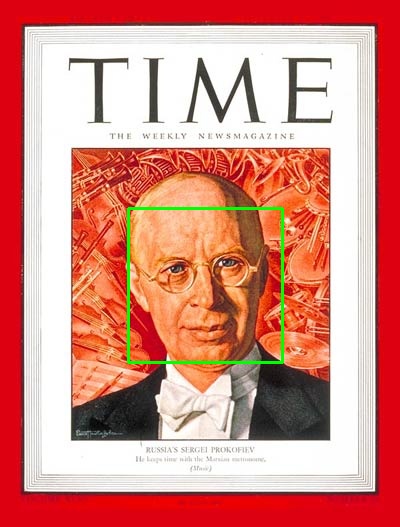 TIME
THE WEEKLY NEWSMAGAZINE
RUSSIA'S SERGEI PROKOFIEV
He keeps time with the Marxian metronome.
(Music)